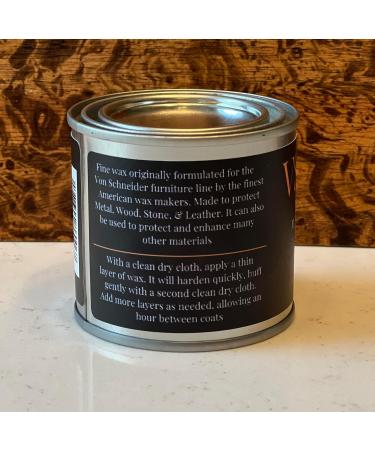 Fine wax originally formulated for the
Von Schneider furniture line by the finest
American wax makers. Made to protect
Metal, Wood, Stone, & Leather. It can also
be used to protect and enhance many
other materials
With a clean dry cloth, apply a thin
layer of wax. It will harden quickly, buff
gently with a second clean dry cloth.
Add more layers as needed, allowing an
hour between coats
V